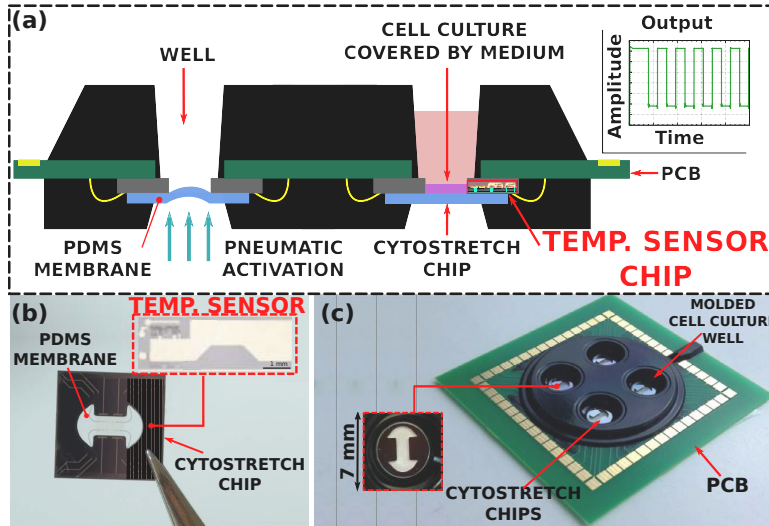 (a)
WELL
CELL CULTURE
COVERED BY MEDIUM
Output
Amplitude
Time
PCB
PDMS
MEMBRANE
PNEUMATIC
ACTIVATION
CYTOSTRETCH
CHIP
TEMP. SENSOR
CHIP
(b)
TEMP. SENSOR
PDMS
MEMBRANE
1 mm
CYTOSTRETCH
CHIP
(c)
MOLDED
CELL CULTURE
WELL
7 mm
CYTOSTRETCH
CHIPS
PCB